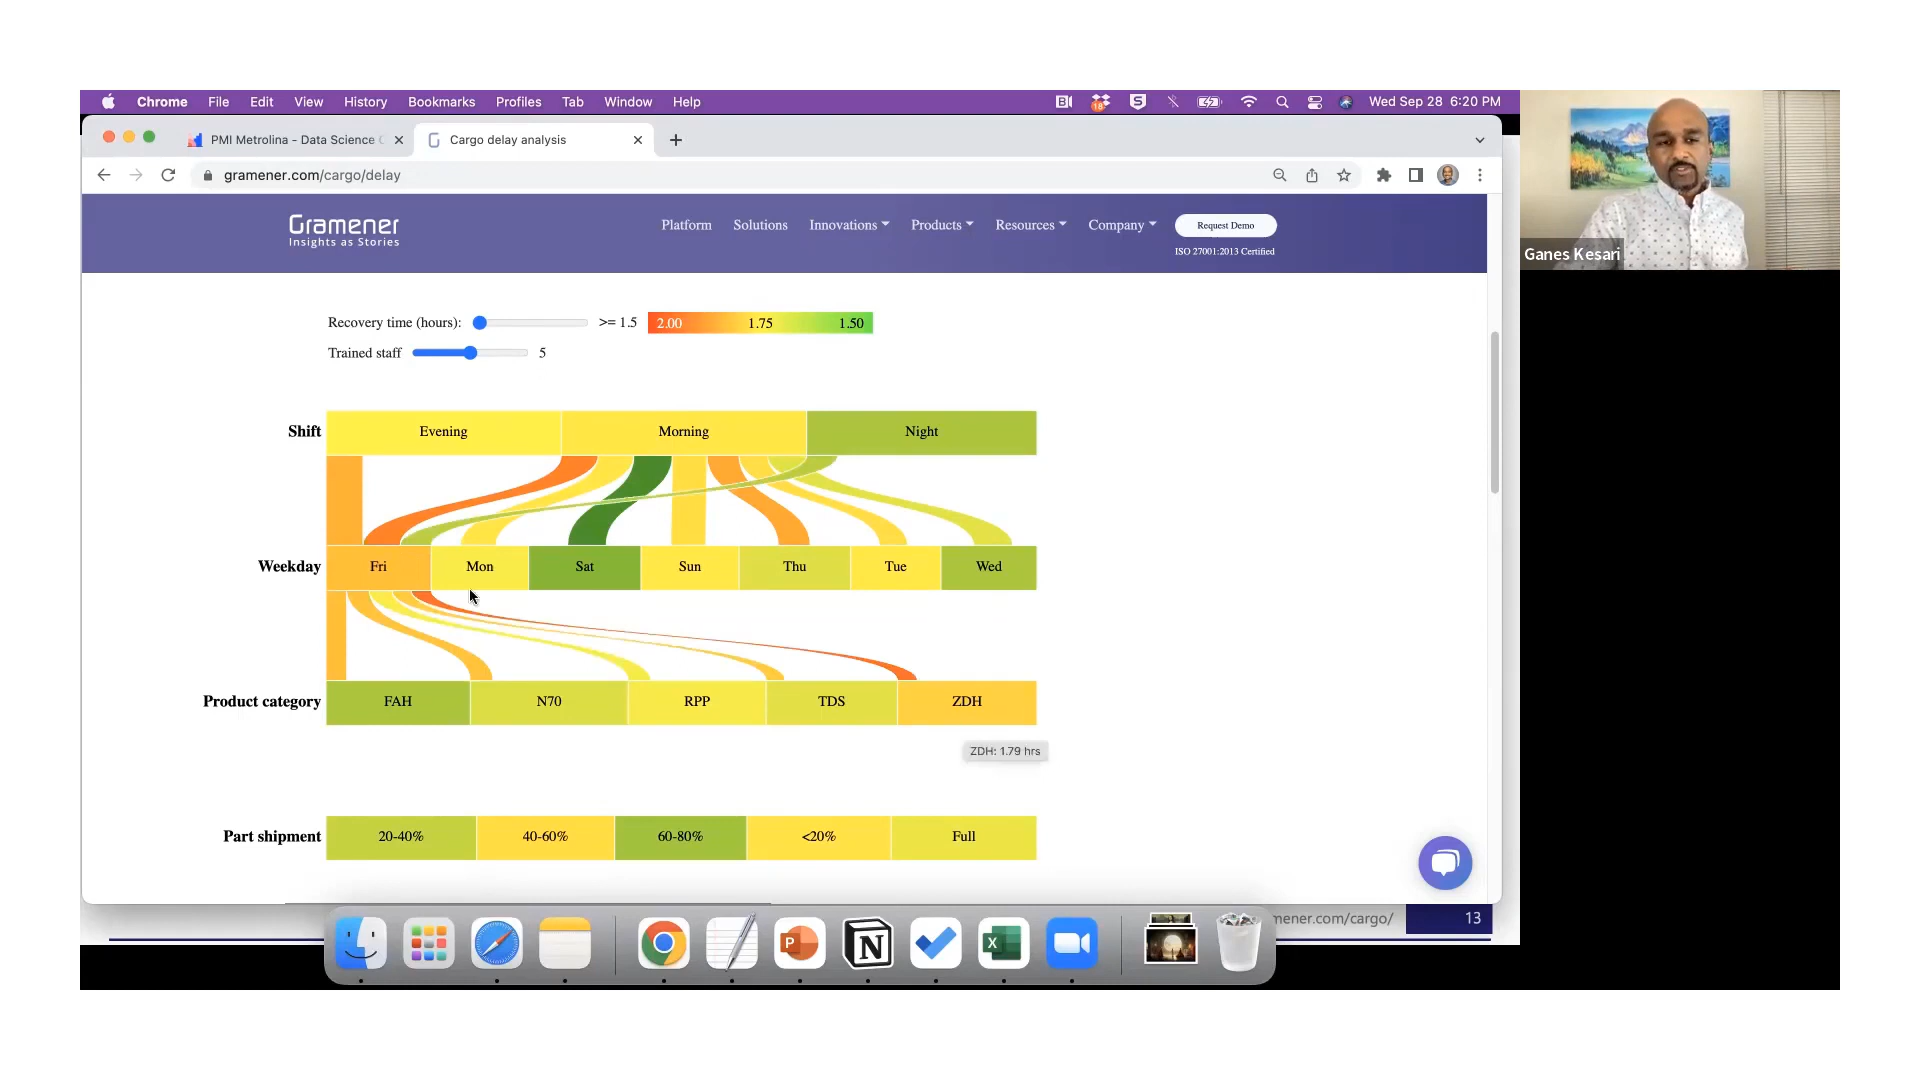 Chrome File Edit View History Bookmarks Profiles Tab Window Help
18
Wed Sep 28 6:20 PM
PMI Metrolina - Data Science
Cargo delay analysis
gramener.com/cargo/delay
Gramener
Insights as Stories
Platform Solutions Innovations Products Resources Company Request Demo
ISO 27001:2013 Certified
Ganes Kesari
Recovery time (hours): >= 1.5 2.00 1.75 1.50
Trained staff 5
Shift Evening Morning Night
Weekday Fri Mon Sat Sun Thu Tue Wed
Product category FAH N70 RPP TDS ZDH
ZDH: 1.79 hrs
Part shipment 20-40% 40-60% 60-80% <20% Full
mener.com/cargo/ 13